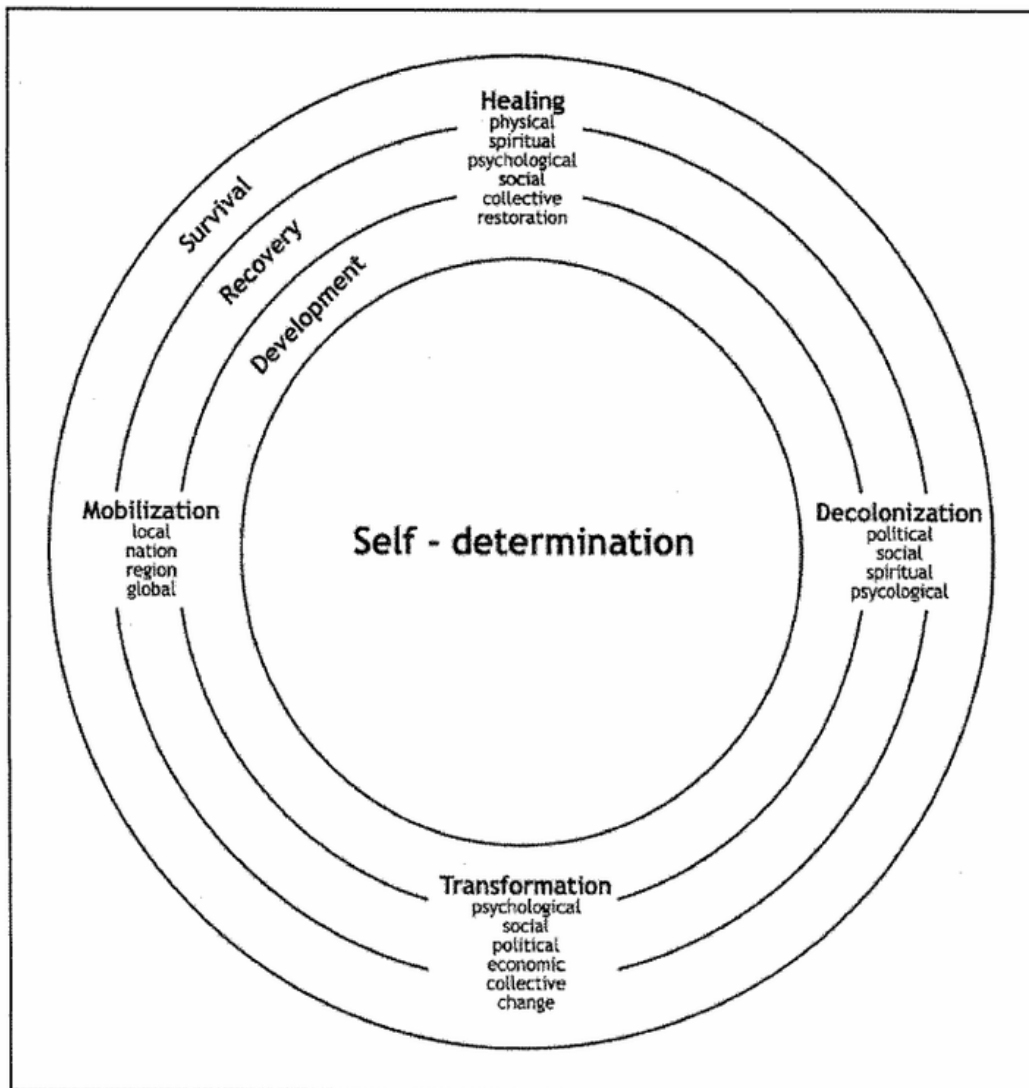 Healing
physical
spiritual
psychological
social
collective
restoration
Survival
Recovery
Development
Mobilization
local
nation
region
global
Self - determination
Decolonization
political
social
spiritual
psycological
Transformation
psychological
social
political
economic
collective
change